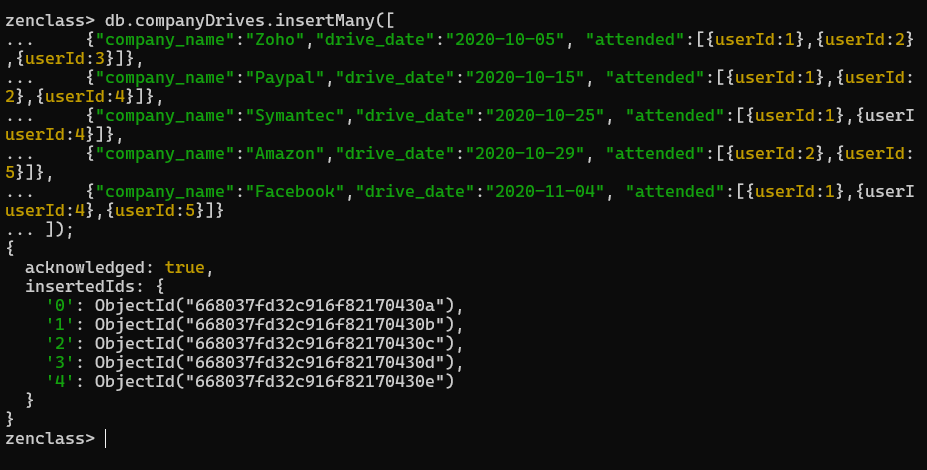 zenclass> db.companyDrives.insertMany([
...     {"company_name":"Zoho","drive_date":"2020-10-05", "attended":[{userId:1},{userId:2}
,{userId:3}]},
...     {"company_name":"Paypal","drive_date":"2020-10-15", "attended":[{userId:1},{userId:
2},{userId:4}]},
...     {"company_name":"Symantec","drive_date":"2020-10-25", "attended":[{userId:1},{userI
userId:4}]},
...     {"company_name":"Amazon","drive_date":"2020-10-29", "attended":[{userId:2},{userId:
5}]},
...     {"company_name":"Facebook","drive_date":"2020-11-04", "attended":[{userId:1},{userI
userId:4},{userId:5}]}
... ]);
{
  acknowledged: true,
  insertedIds: {
    '0': ObjectId("668037fd32c916f82170430a"),
    '1': ObjectId("668037fd32c916f82170430b"),
    '2': ObjectId("668037fd32c916f82170430c"),
    '3': ObjectId("668037fd32c916f82170430d"),
    '4': ObjectId("668037fd32c916f82170430e")
  }
}
zenclass>